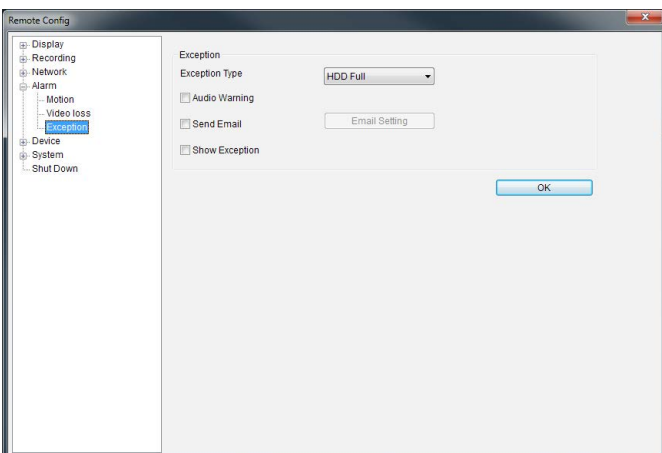 Remote Config
Display
Recording
Network
Alarm
Motion
Video loss
Exception
Device
System
Shut Down
Exception
Exception Type
HDD Full
Audio Warning
Send Email
Email Setting
Show Exception
OK